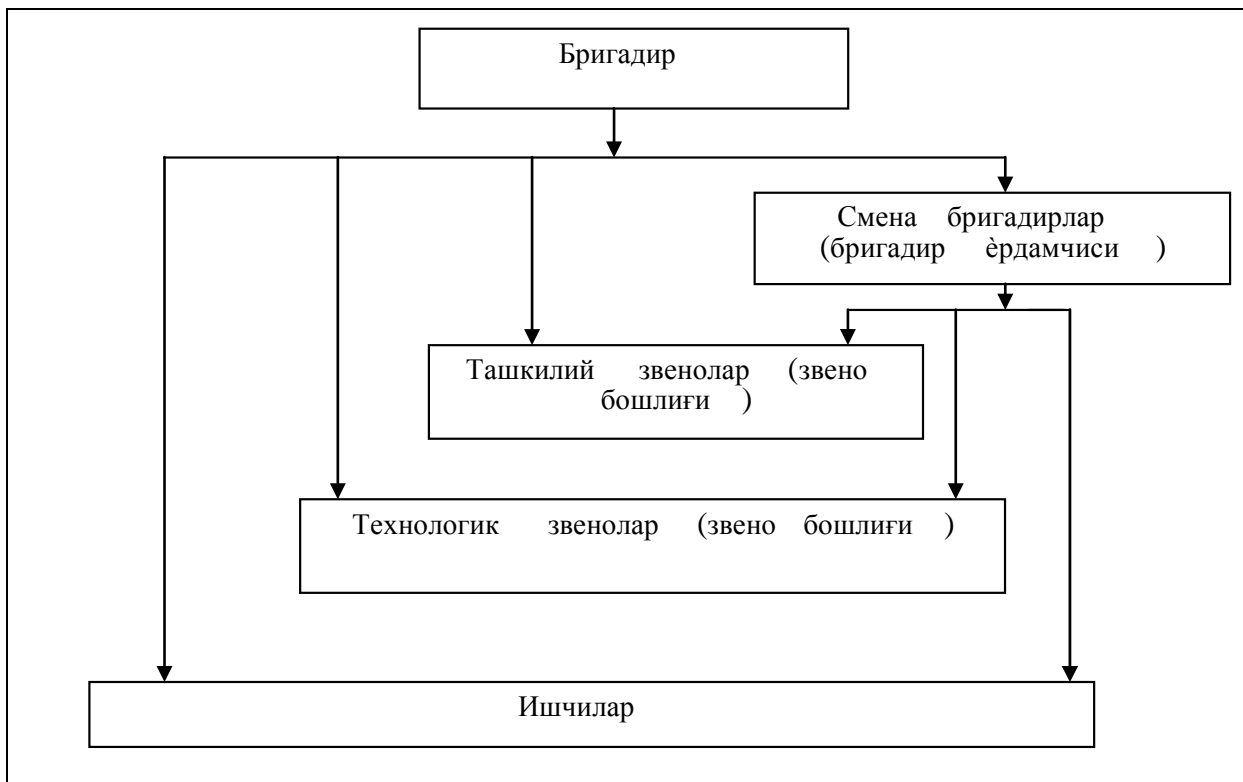 Бригадир
Смена бригадирлар
(бригадир ѐрдамчиси )
Ташкилий звенолар (звено
бошлиғи )
Технологик звенолар (звено бошлиғи )
Ишчилар